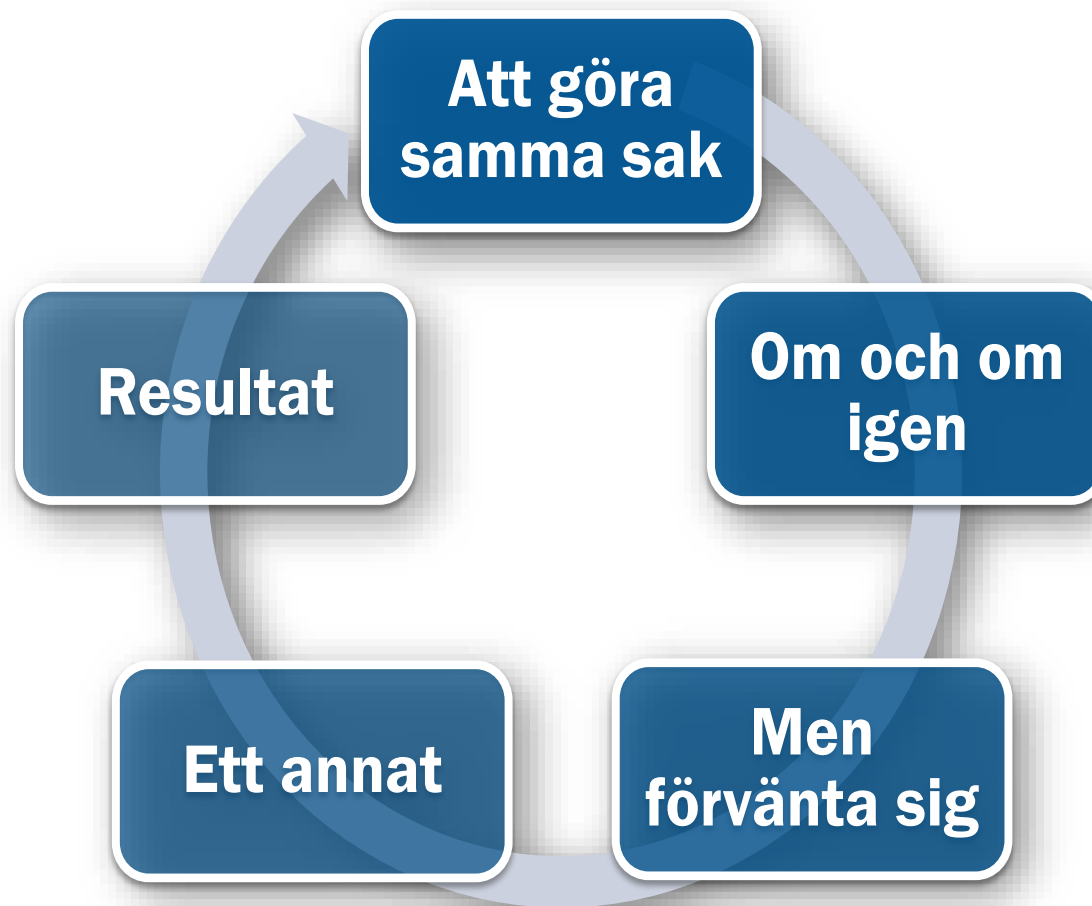 Att göra
samma sak
Om och om
igen
Men
förvänta sig
Ett annat
Resultat